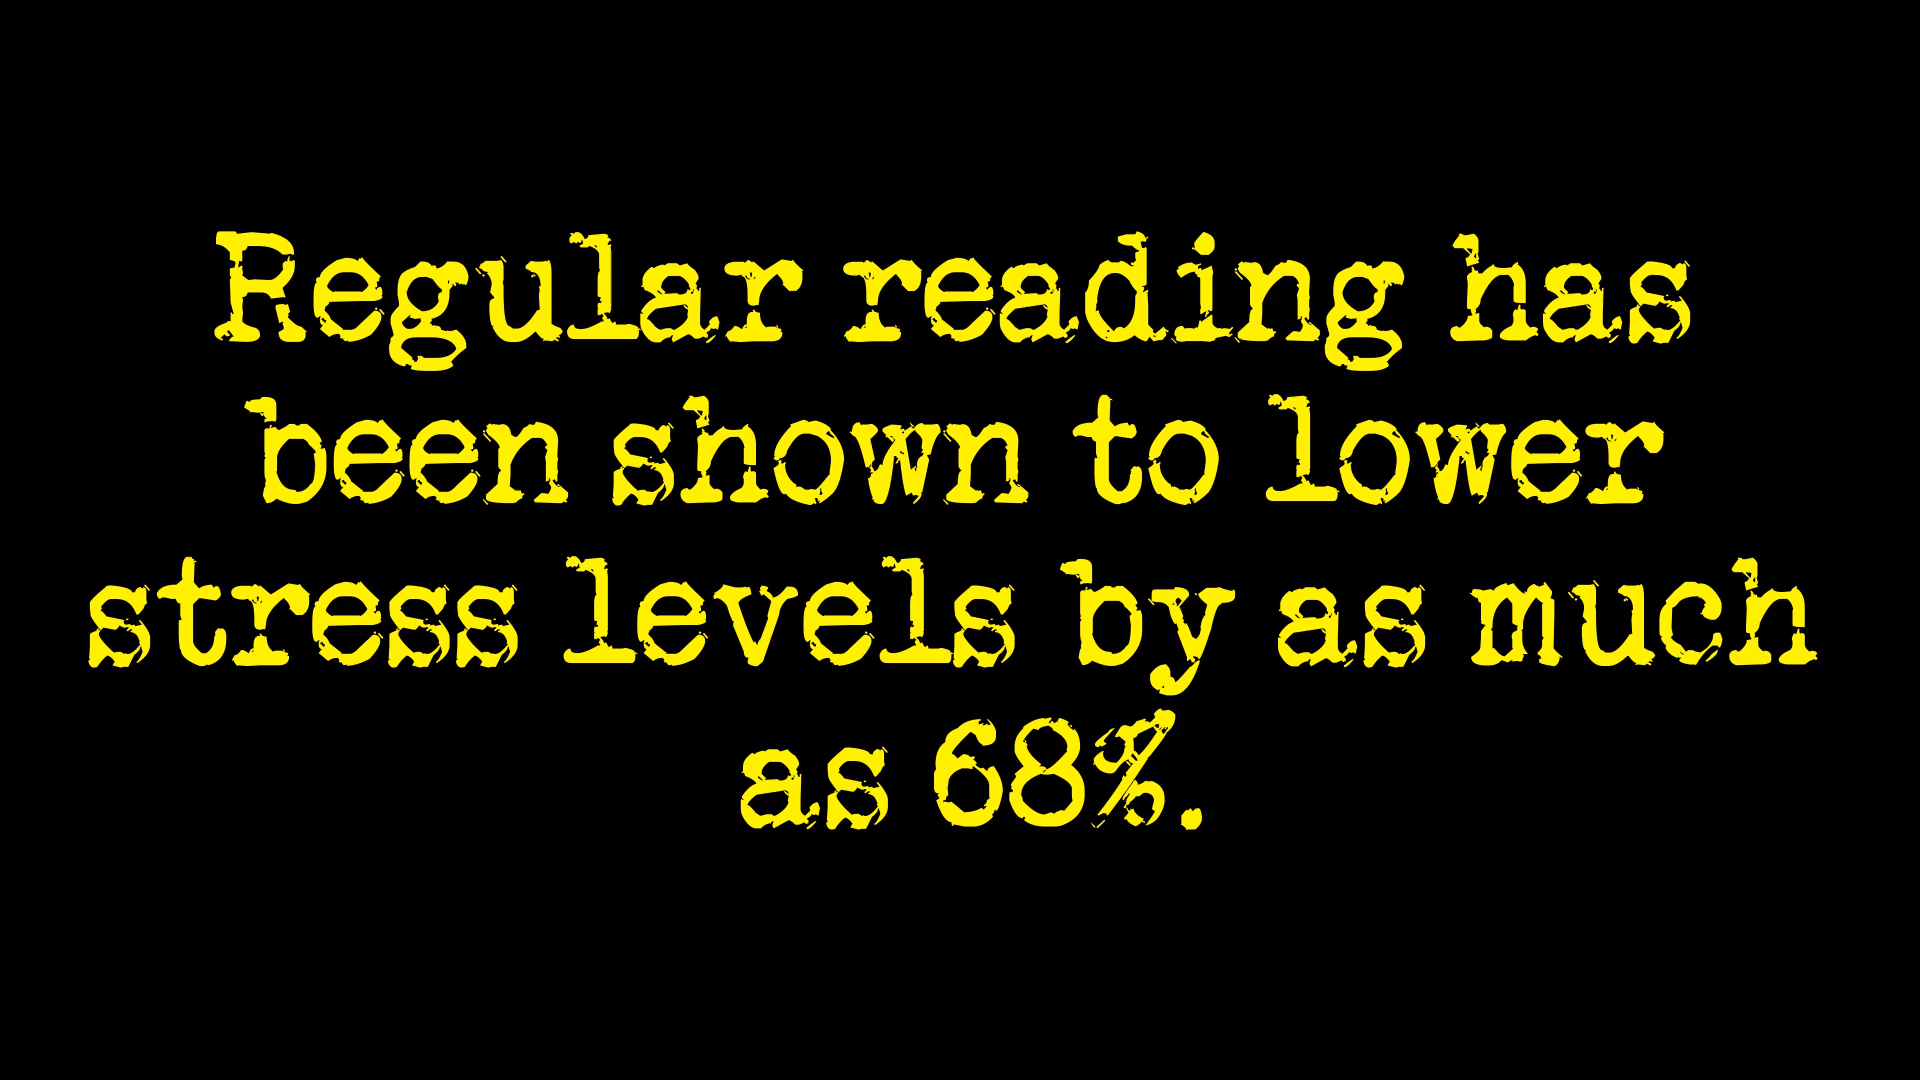 Regular reading has
been shown to lower
stress levels by as much
as 68%.